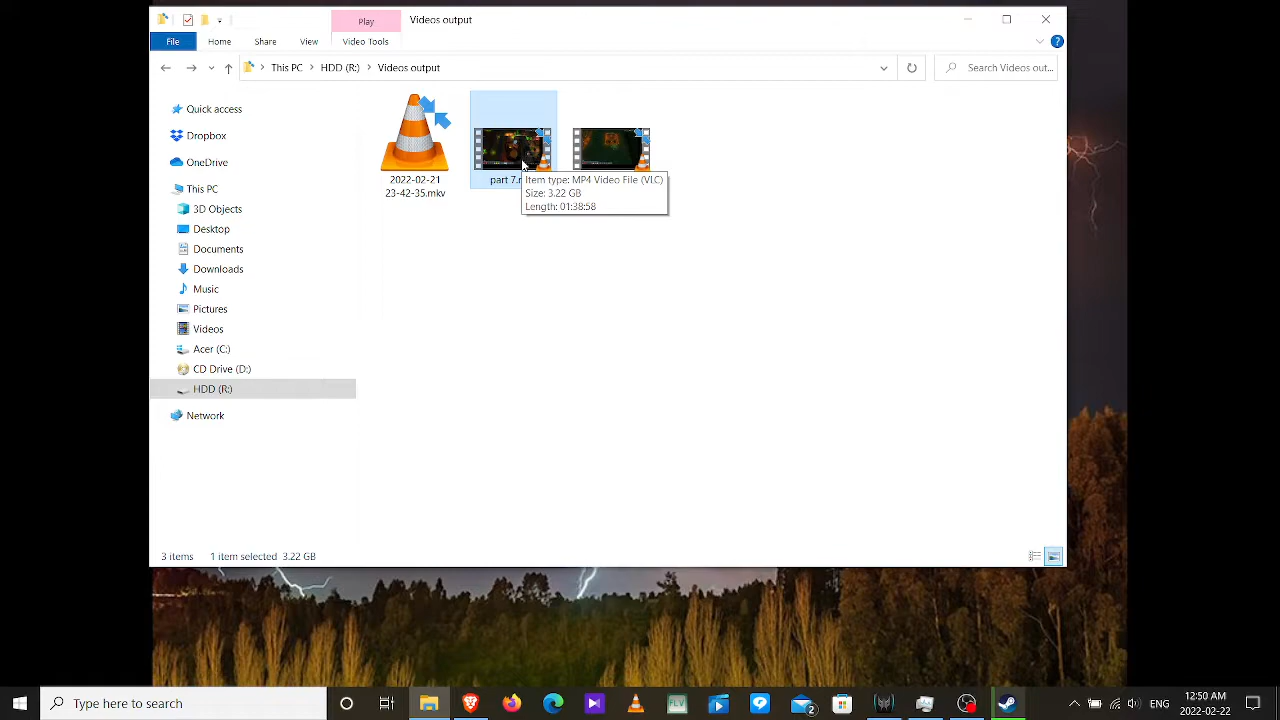 Play
Videos output
File
Home
Share
View
Video Tools
This PC
HDD (R:)
Videos output
Search Videos out...
Quick access
Dropbox
OneDrive
This PC
3D Objects
Desktop
Documents
Downloads
Music
Pictures
Videos
Acer (C:)
CD Drive (D:)
HDD (R:)
Network
2022-02-21
23-42-35.mkv
part 7.
Item type: MP4 Video File (VLC)
Size: 3.22 GB
Length: 01:38:58
3 items
1 item selected 3.22 GB
Type here to search
FLV
2
ENG
12:50 AM
2022-02-22